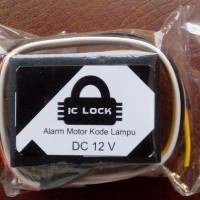 IC LOCK
Alarm Motor Kode Lampu
DC 12 V